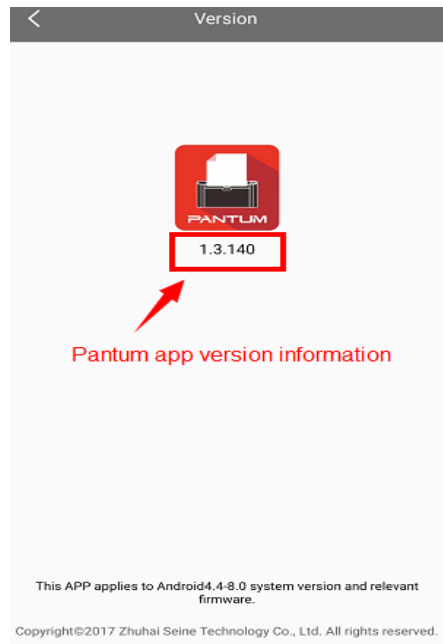 Version
PANTUM
1.3.140
Pantum app version information
This APP applies to Android4.4-8.0 system version and relevant
firmware.
Copyright©2017 Zhuhai Seine Technology Co., Ltd. All rights reserved.